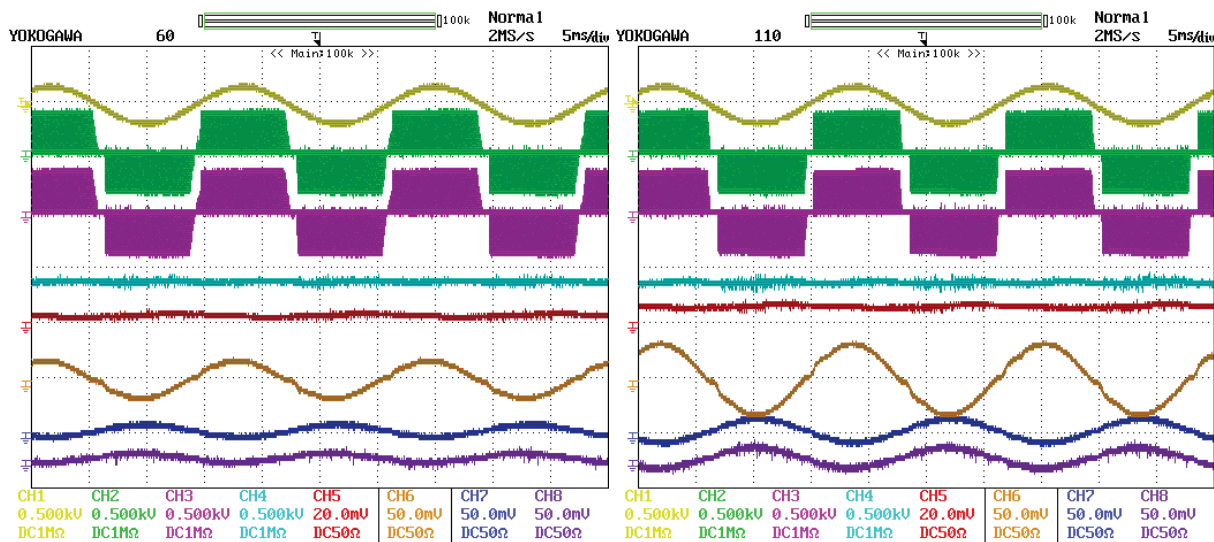 100k Normal
YOKOGAWA 60 T 2MS/s 5ms/div
<< Main:100k >>
CH1 CH2 CH3 CH4 CH5 CH6 CH7 CH8
0.500kV 0.500kV 0.500kV 0.500kV 20.0mV 50.0mV 50.0mV 50.0mV
DC1MΩ DC1MΩ DC1MΩ DC1MΩ DC50Ω DC50Ω DC50Ω DC50Ω
100k Normal
YOKOGAWA 110 T 2MS/s 5ms/div
<< Main:100k >>
CH1 CH2 CH3 CH4 CH5 CH6 CH7 CH8
0.500kV 0.500kV 0.500kV 0.500kV 20.0mV 50.0mV 50.0mV 50.0mV
DC1MΩ DC1MΩ DC1MΩ DC1MΩ DC50Ω DC50Ω DC50Ω DC50Ω